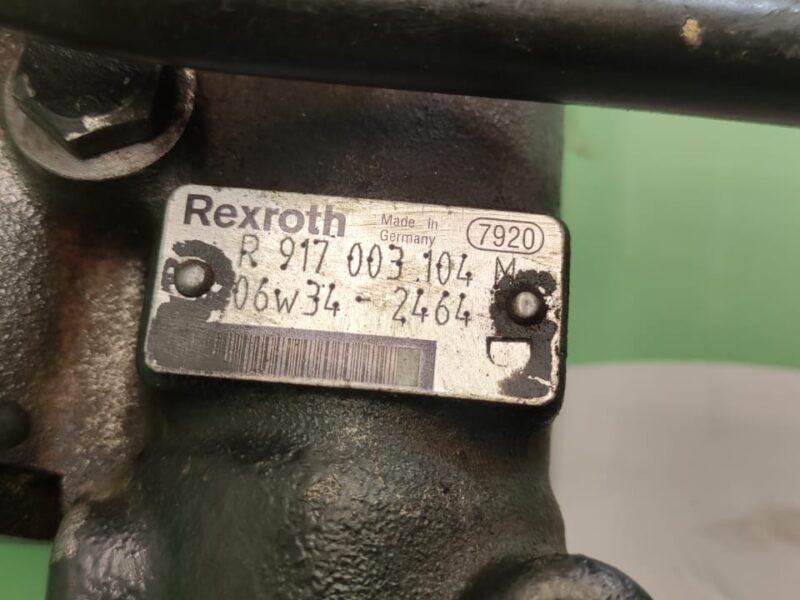 Rexroth
Made in
Germany
7920
R 917 003 104 M
06w34 - 2464